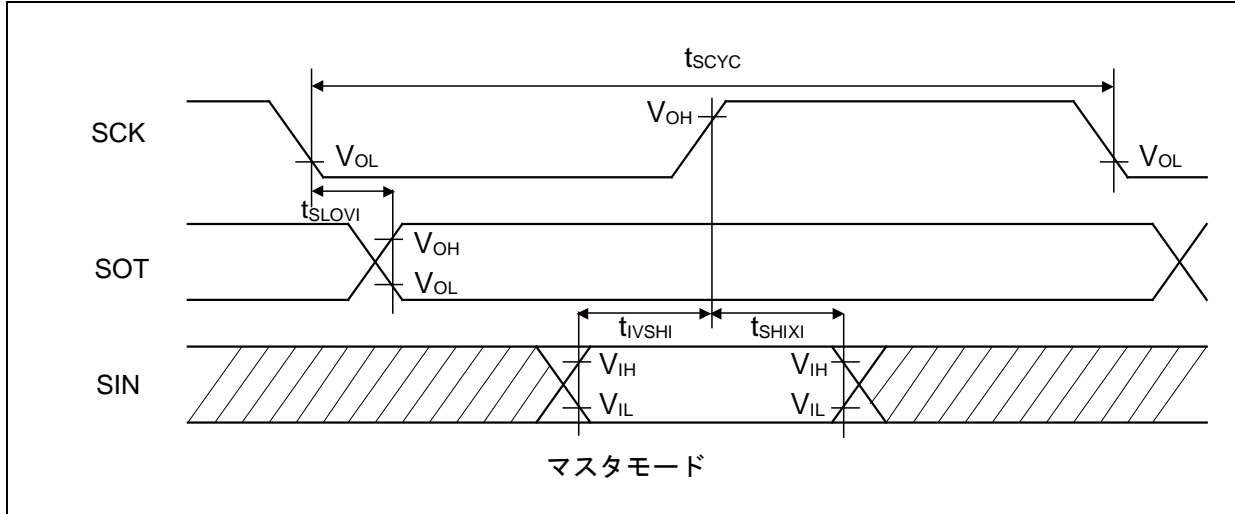 tSCYC
SCK
VOH
VOL
VOL
tSLOVI
SOT
VOH
VOL
tIVSHI
tSHIXI
SIN
VIH
VIH
VIL
VIL
マスタモード